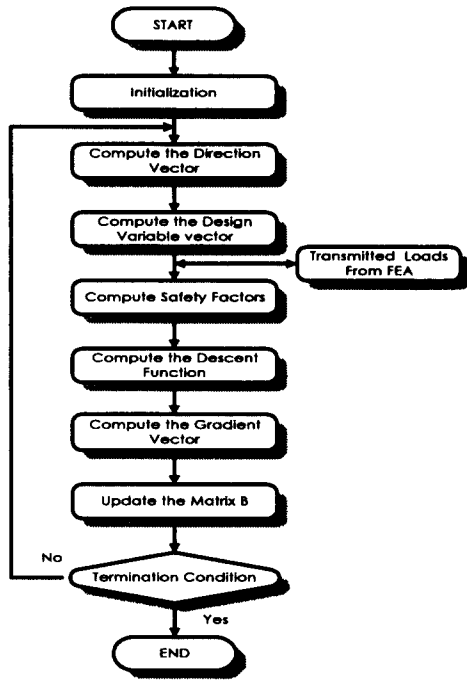 START
Initialization
Compute the Direction
Vector
Compute the Design
Variable vector
Transmitted Loads
From FEA
Compute Safety Factors
Compute the Descent
Function
Compute the Gradient
Vector
Update the Matrix B
No
Termination Condition
Yes
END